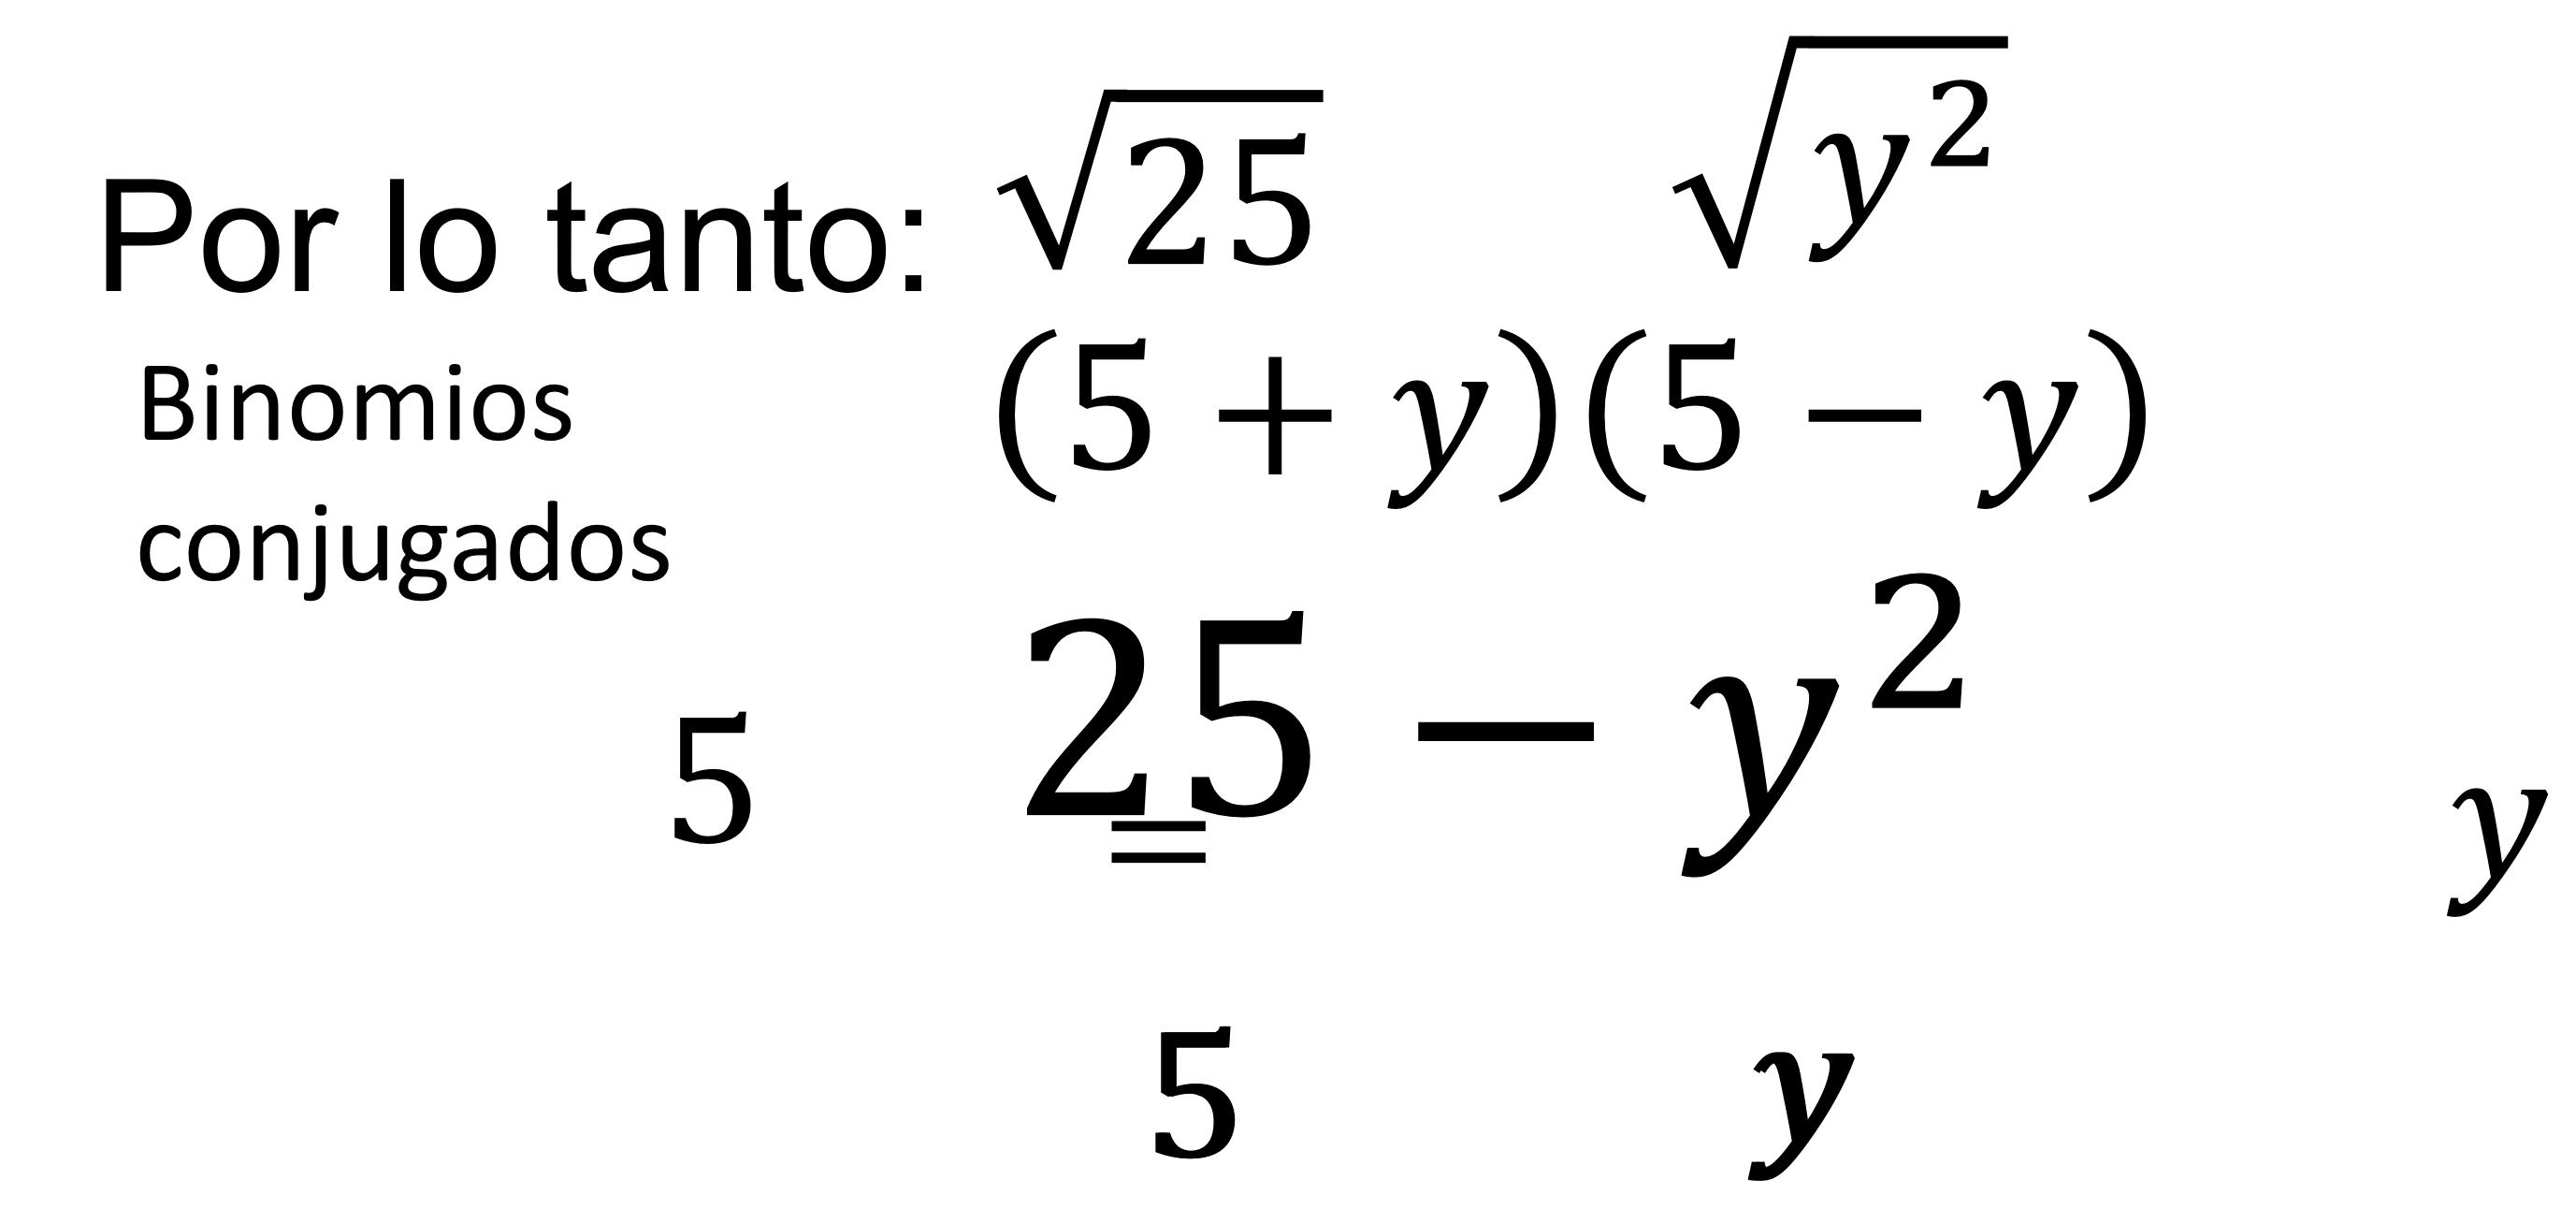 Por lo tanto: √25 √y²
Binomios (5 + y)(5 − y)
conjugados
5 25 − y² y
=
5 y